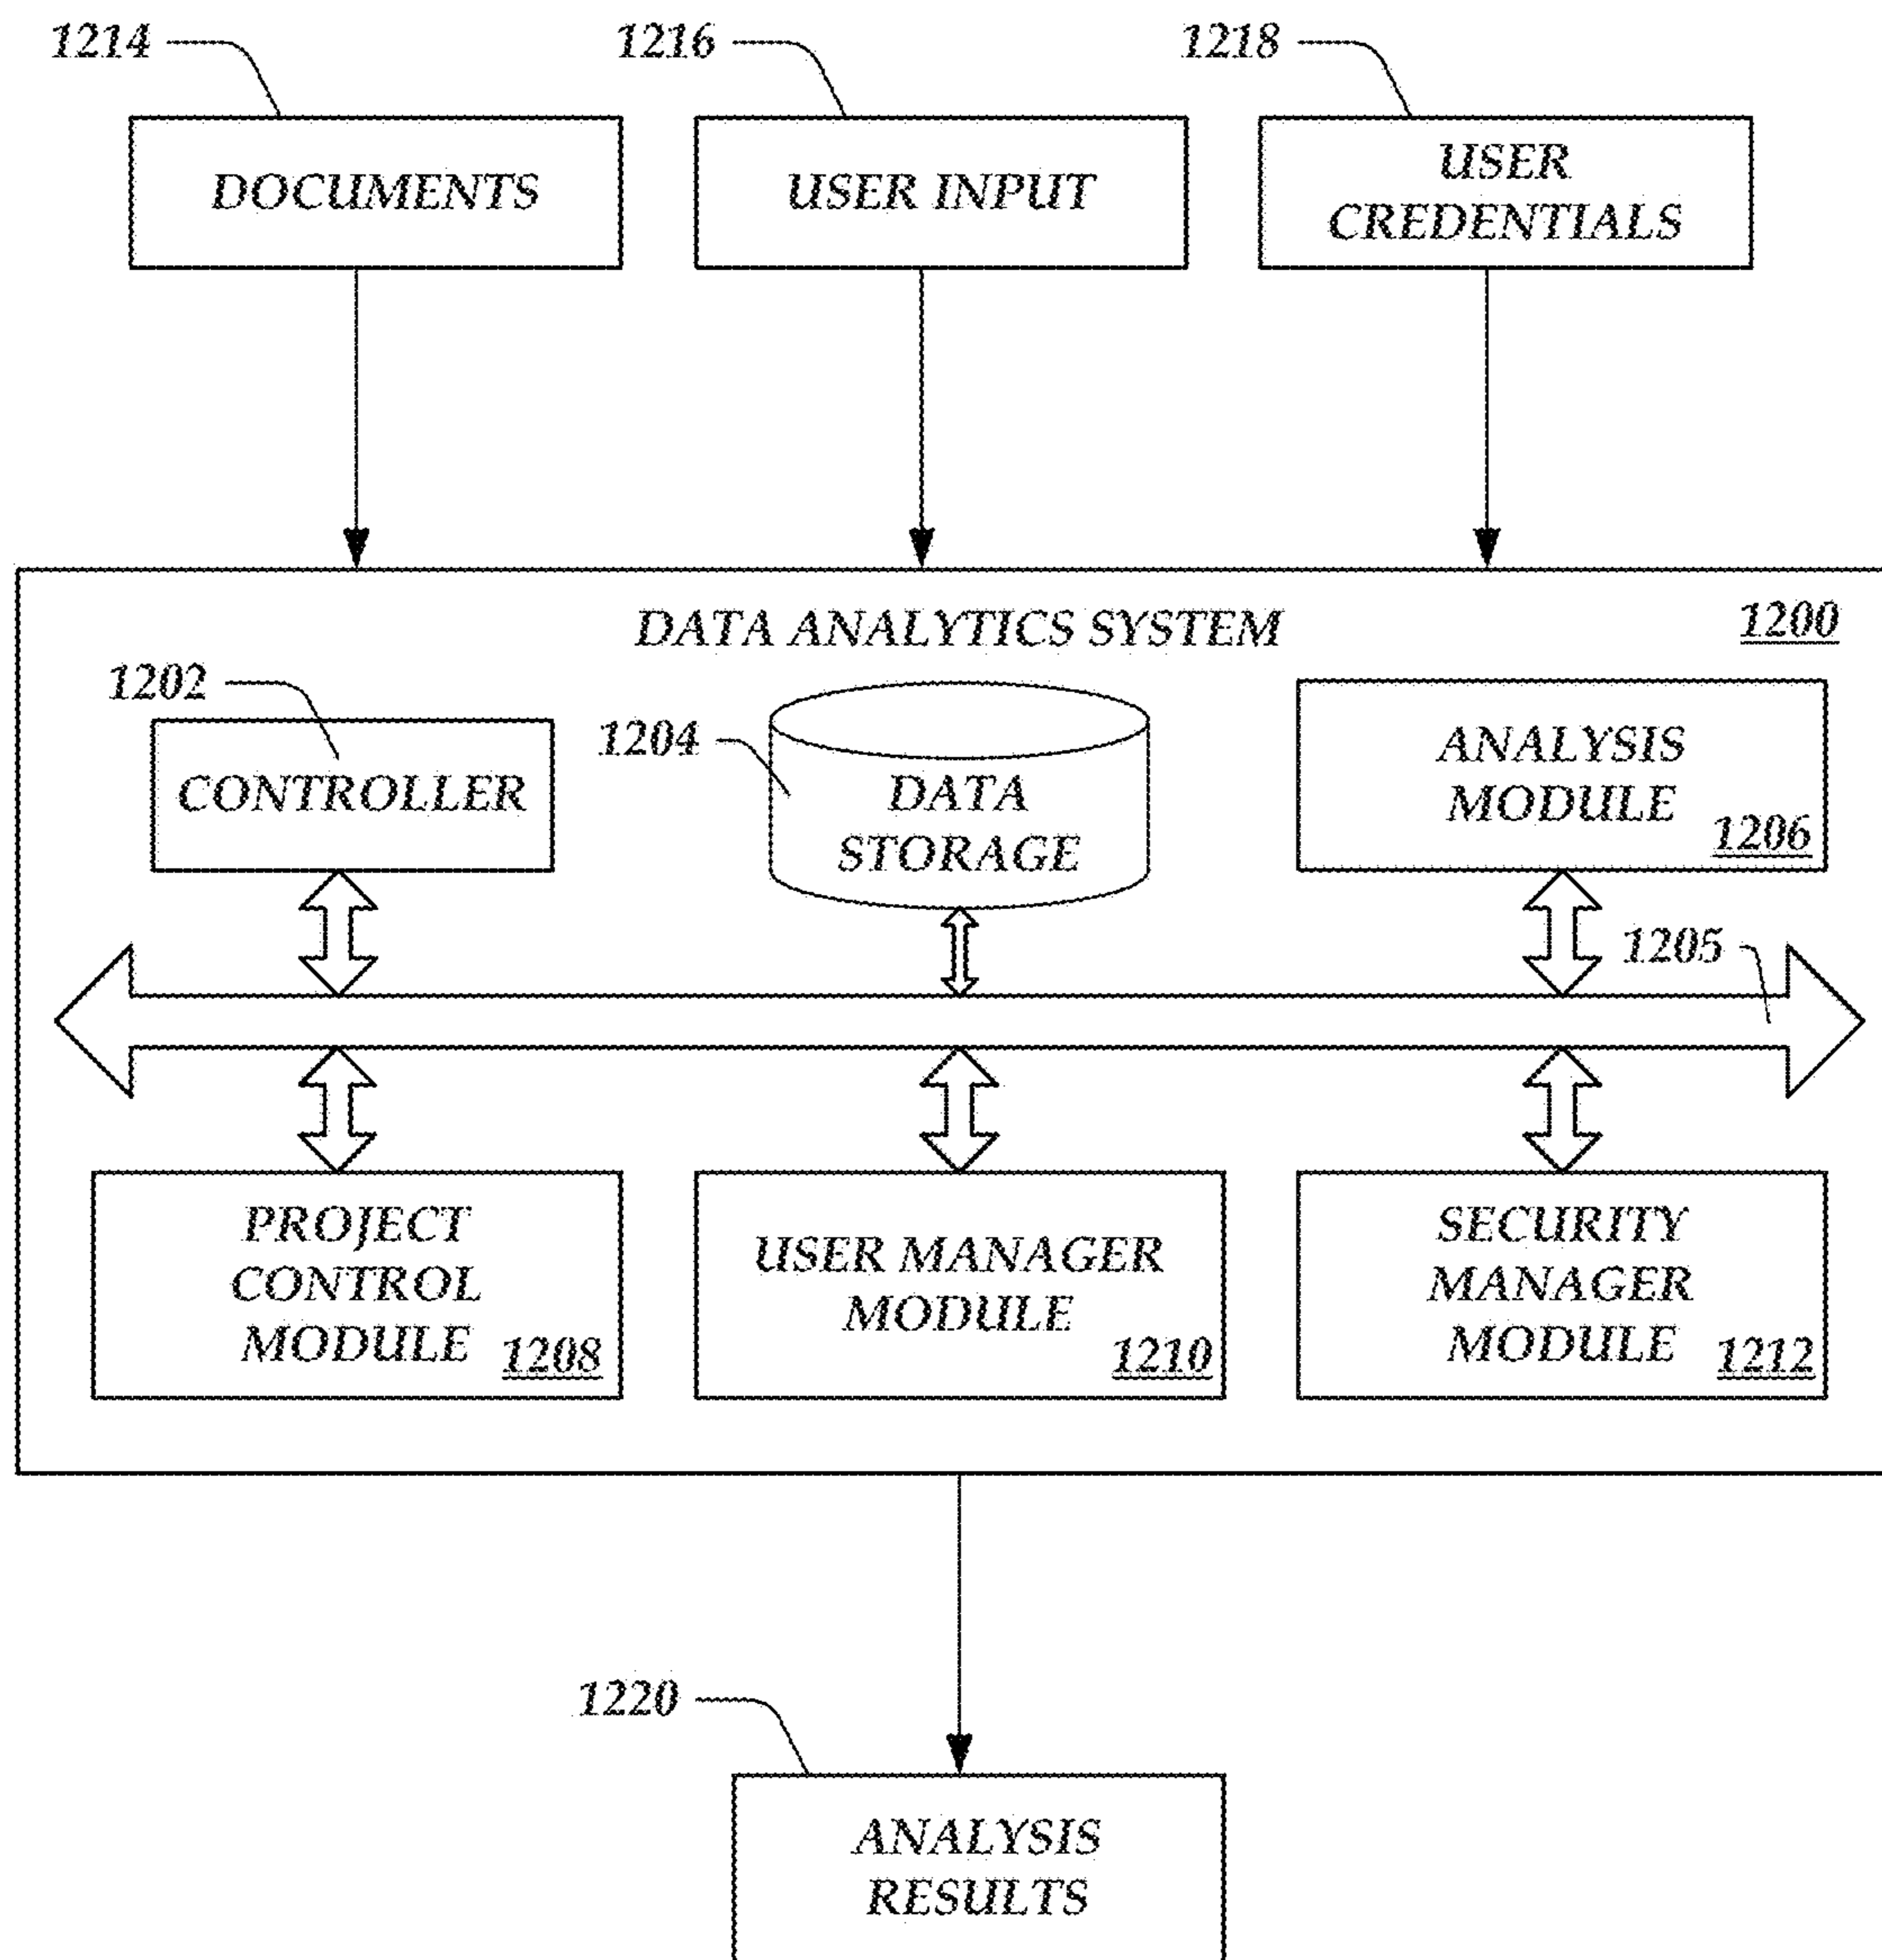 1214
1216
1218
DOCUMENTS
USER INPUT
USER
CREDENTIALS
DATA ANALYTICS SYSTEM
1200
1202
CONTROLLER
1204
DATA
STORAGE
ANALYSIS
MODULE
1206
1205
PROJECT
CONTROL
MODULE
1208
USER MANAGER
MODULE
1210
SECURITY
MANAGER
MODULE
1212
1220
ANALYSIS
RESULTS